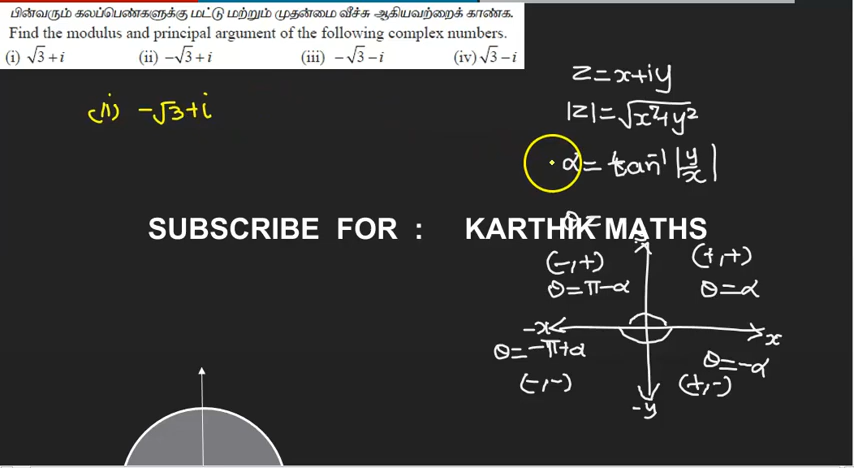 பின்வரும் கலப்பெண்களுக்கு மட்டு மற்றும் முதன்மை வீச்சு ஆகியவற்றைக் காண்க.
Find the modulus and principal argument of the following complex numbers.
(i) √3 + i (ii) −√3 + i (iii) −√3 − i (iv) √3 − i
z = x+iy
(ii) −√3 + i
|z| = √x²+y²
α = tan⁻¹ |y/x|
θ =
SUBSCRIBE FOR : KARTHIK MATHS
y
(−,+) (+,+)
θ = π−α θ = α
−x x
θ = −π+α θ = −α
(−,−) (+,−)
−y